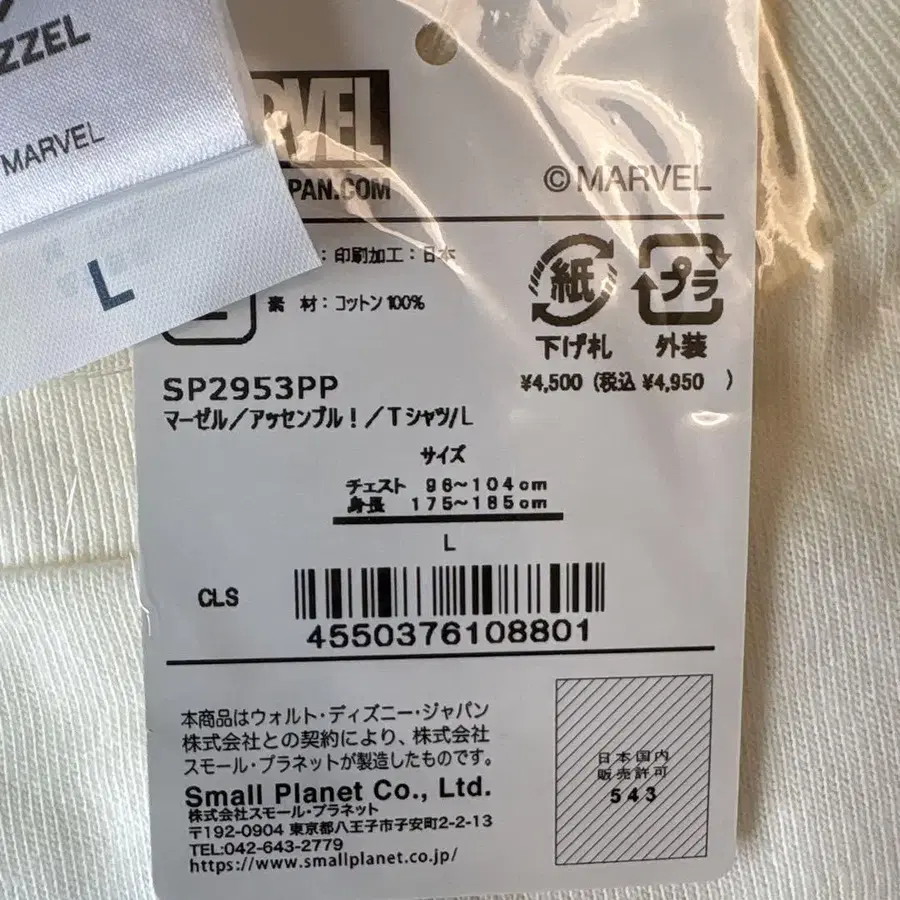 MARVEL
L
©MARVEL
印刷加工：日本
素 材：コットン100%
紙
プラ
下げ札
外装
SP2953PP
¥4,500 (税込 ¥4,950 )
マーゼル／アッセンブル！／Tシャツ/L
サイズ
チェスト 96～104cm
身長 175～185cm
L
CLS
4550376108801
本商品はウォルト・ディズニー・ジャパン
株式会社との契約により、株式会社
スモール・プラネットが製造したものです。
Small Planet Co., Ltd.
株式会社スモール・プラネット
〒192-0904 東京都八王子市子安町2-2-13
TEL:042-643-2779
https://www.smallplanet.co.jp/
日本国内
販売許可
543